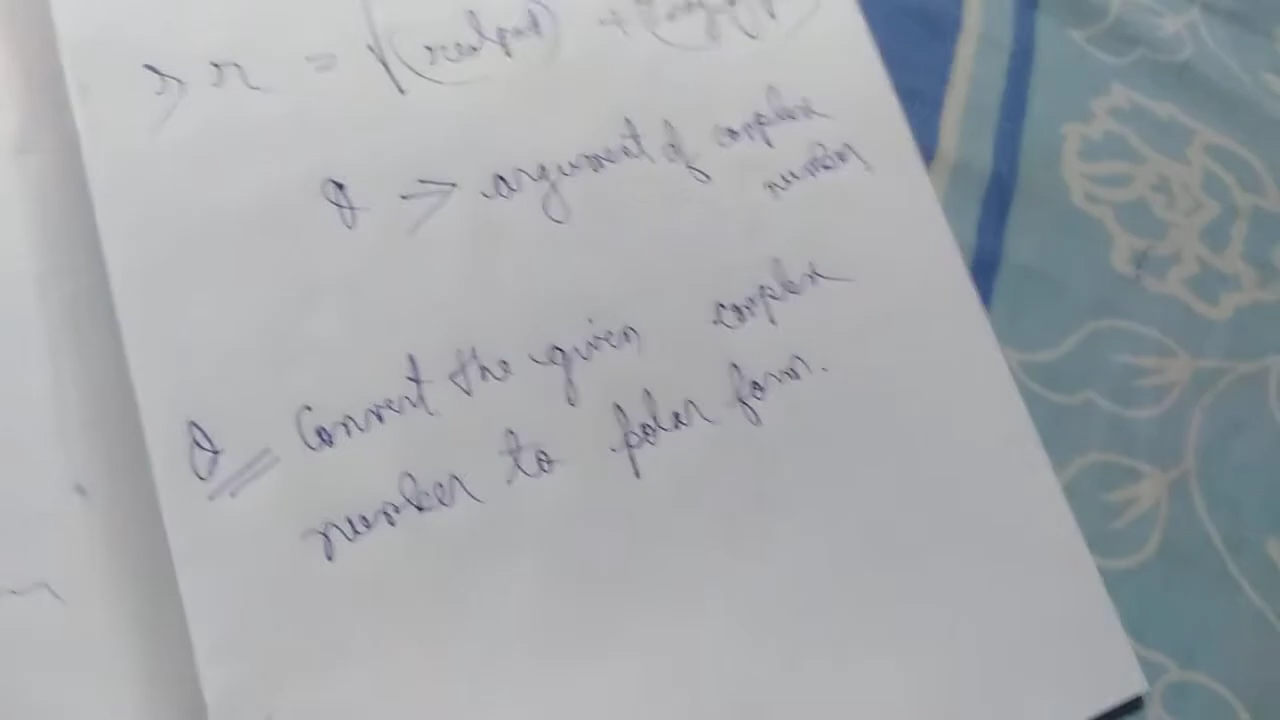 r = √(real part) + (
θ → argument of complex
number
Q Convert the given complex
number to polar form.